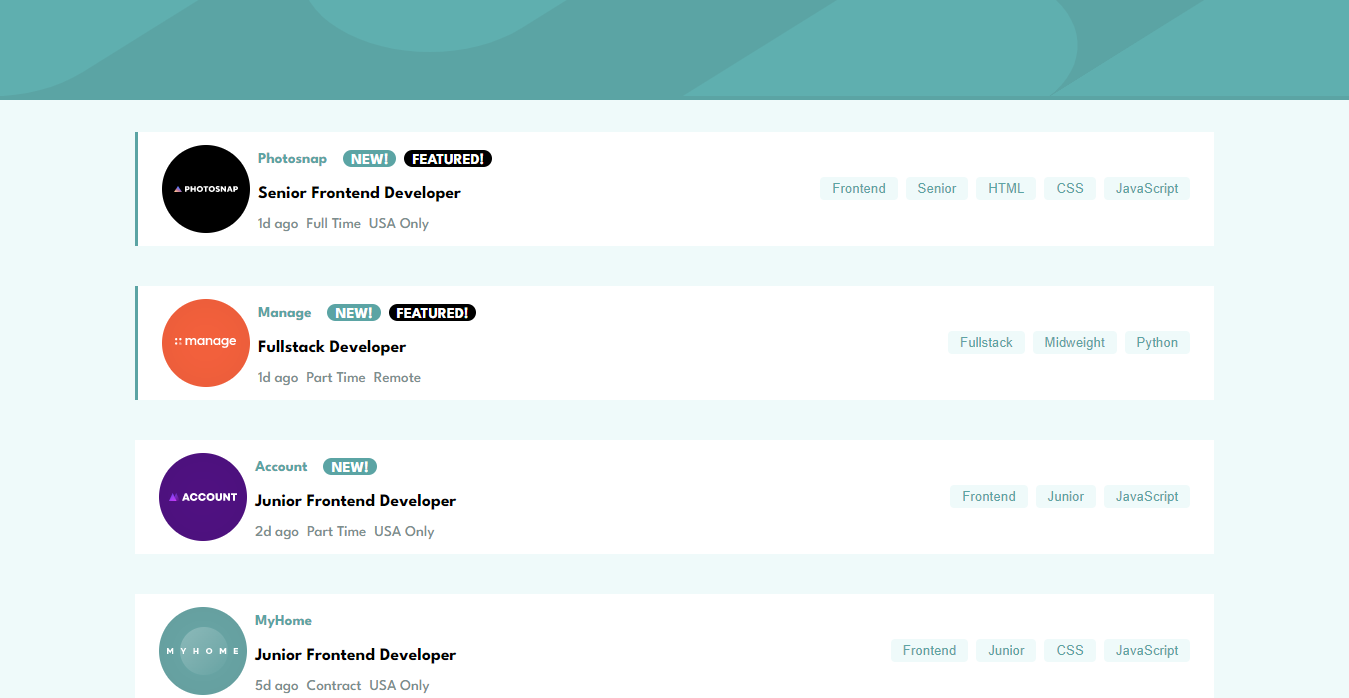 PHOTOSNAP
Photosnap NEW! FEATURED!
Senior Frontend Developer
1d ago Full Time USA Only
Frontend Senior HTML CSS JavaScript
manage
Manage NEW! FEATURED!
Fullstack Developer
1d ago Part Time Remote
Fullstack Midweight Python
ACCOUNT
Account NEW!
Junior Frontend Developer
2d ago Part Time USA Only
Frontend Junior JavaScript
MYHOME
MyHome
Junior Frontend Developer
5d ago Contract USA Only
Frontend Junior CSS JavaScript